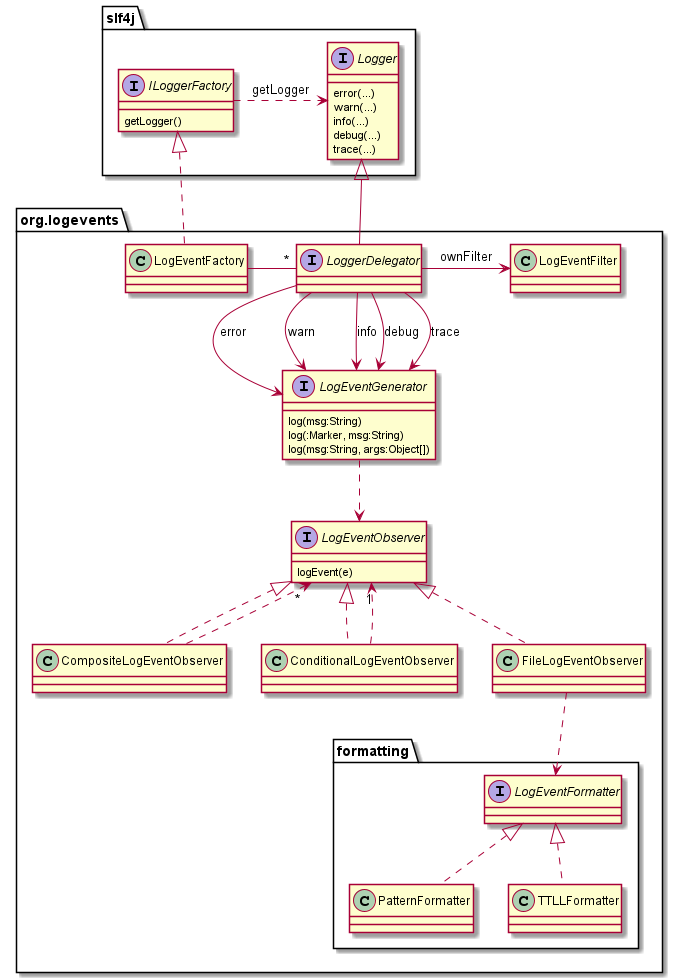 slf4j
I Logger
error(...)
warn(...)
info(...)
debug(...)
trace(...)
I ILoggerFactory
getLogger()
getLogger
org.logevents
C LogEventFactory
*
I LoggerDelegator
ownFilter
C LogEventFilter
error
warn
info
debug
trace
I LogEventGenerator
log(msg:String)
log(:Marker, msg:String)
log(msg:String, args:Object[])
I LogEventObserver
logEvent(e)
*
1
C CompositeLogEventObserver
C ConditionalLogEventObserver
C FileLogEventObserver
formatting
I LogEventFormatter
C PatternFormatter
C TTLLFormatter